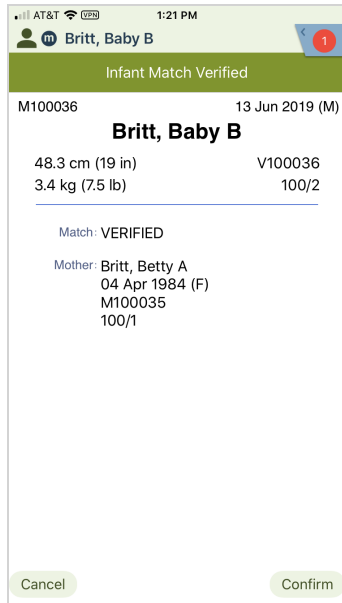 AT&T VPN 1:21 PM
m Britt, Baby B
1
Infant Match Verified
M100036 13 Jun 2019 (M)
Britt, Baby B
48.3 cm (19 in) V100036
3.4 kg (7.5 lb) 100/2
Match: VERIFIED
Mother: Britt, Betty A
04 Apr 1984 (F)
M100035
100/1
Cancel Confirm